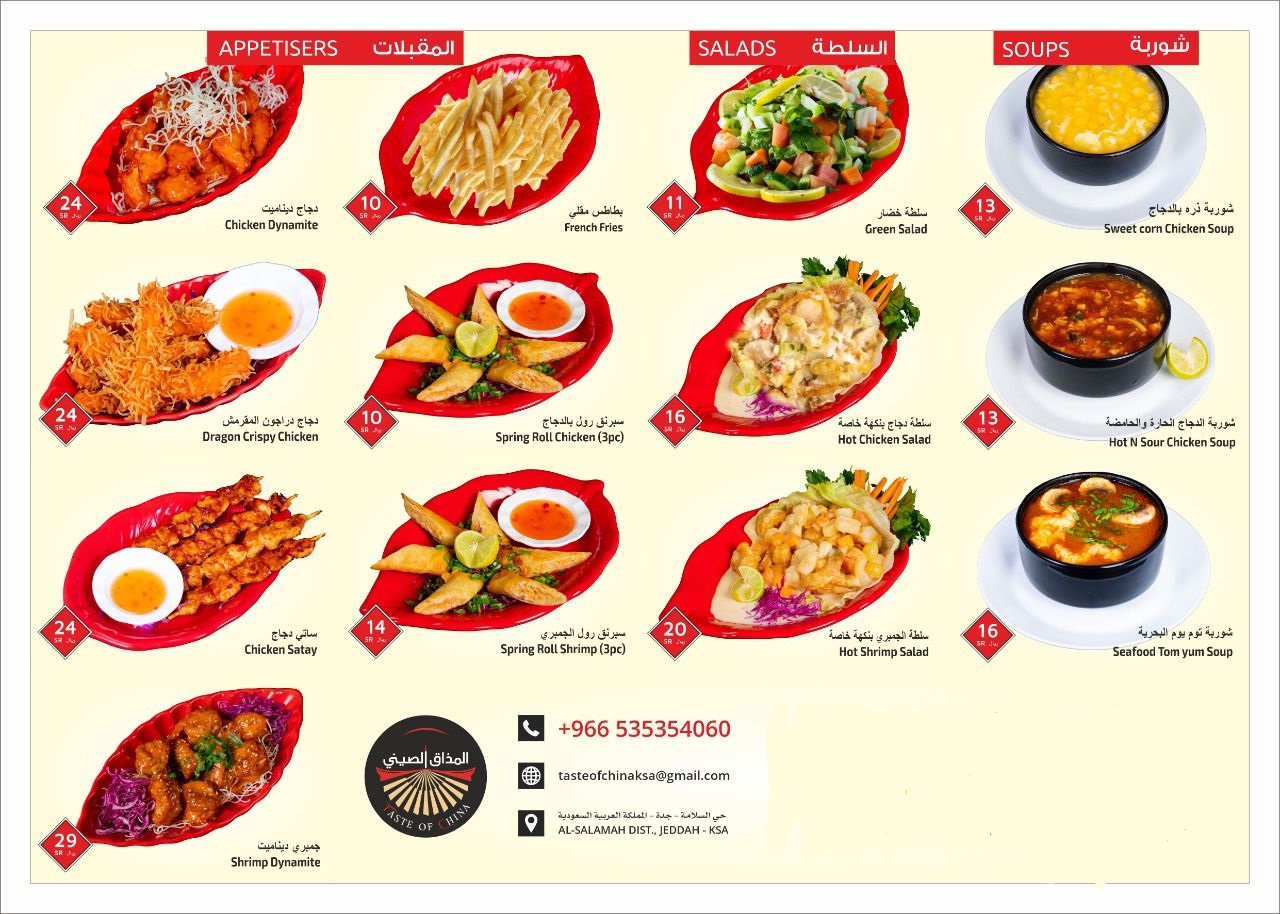 APPETISERS المقبلات
24
SR ريال
دجاج ديناميت
Chicken Dynamite
10
SR ريال
بطاطس مقلي
French Fries
24
SR ريال
دجاج دراجون المقرمش
Dragon Crispy Chicken
10
SR ريال
سبرنق رول بالدجاج
Spring Roll Chicken (3pc)
24
SR ريال
ساتي دجاج
Chicken Satay
14
SR ريال
سبرنق رول الجمبري
Spring Roll Shrimp (3pc)
29
SR ريال
جمبري ديناميت
Shrimp Dynamite
SALADS السلطة
11
SR ريال
سلطة خضار
Green Salad
16
SR ريال
سلطة دجاج بنكهة خاصة
Hot Chicken Salad
20
SR ريال
سلطة الجمبري بنكهة خاصة
Hot Shrimp Salad
SOUPS شوربة
13
SR ريال
شوربة ذره بالدجاج
Sweet corn Chicken Soup
13
SR ريال
شوربة الدجاج الحارة والحامضة
Hot N Sour Chicken Soup
16
SR ريال
شوربة توم يوم البحرية
Seafood Tom yum Soup
المذاق الصيني
TASTE OF CHINA
+966 535354060
tasteofchinaksa@gmail.com
حي السلامة - جدة - المملكة العربية السعودية
AL-SALAMAH DIST., JEDDAH - KSA